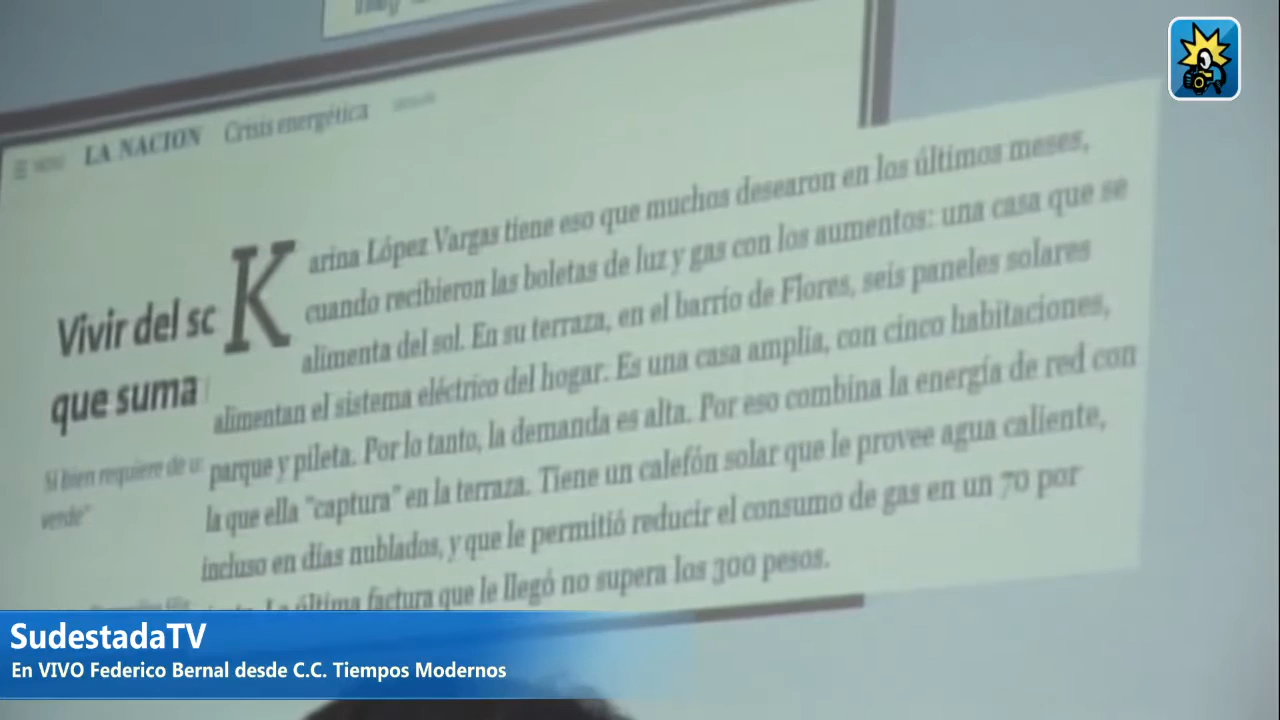 LA NACION Crisis energética
Vivir del sc
que suma
Si bien requiere de u
verde"
Karina López Vargas tiene eso que muchos desearon en los últimos meses,
cuando recibieron las boletas de luz y gas con los aumentos: una casa que se
alimenta del sol. En su terraza, en el barrio de Flores, seis paneles solares
alimentan el sistema eléctrico del hogar. Es una casa amplia, con cinco habitaciones,
parque y pileta. Por lo tanto, la demanda es alta. Por eso combina la energía de red con
la que ella "captura" en la terraza. Tiene un calefón solar que le provee agua caliente,
incluso en días nublados, y que le permitió reducir el consumo de gas en un 70 por
La última factura que le llegó no supera los 300 pesos.
SudestadaTV
En VIVO Federico Bernal desde C.C. Tiempos Modernos